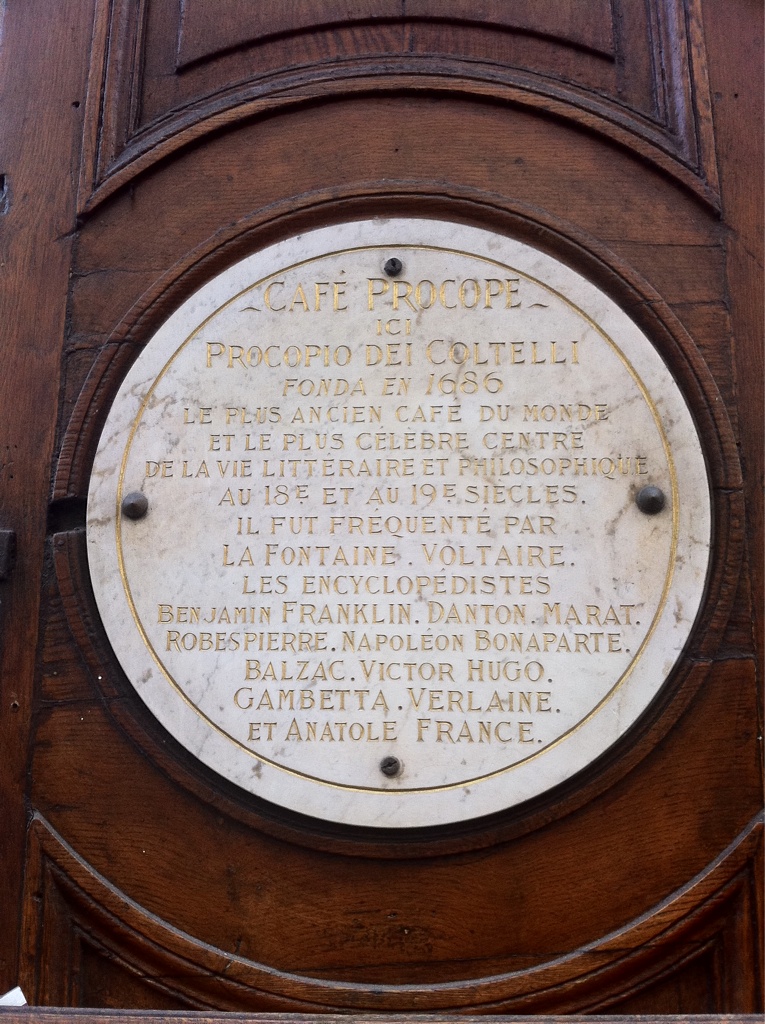 ~CAFÉ PROCOPE~
ICI
PROCOPIO DEI COLTELLI
FONDA EN 1686
LE PLUS ANCIEN CAFÉ DU MONDE
ET LE PLUS CÉLÈBRE CENTRE
DE LA VIE LITTÉRAIRE ET PHILOSOPHIQUE
AU 18E ET AU 19E SIÈCLES.
IL FUT FRÉQUENTÉ PAR
LA FONTAINE . VOLTAIRE.
LES ENCYCLOPÉDISTES
BENJAMIN FRANKLIN. DANTON. MARAT.
ROBESPIERRE. NAPOLÉON BONAPARTE.
BALZAC. VICTOR HUGO.
GAMBETTA . VERLAINE.
ET ANATOLE FRANCE.